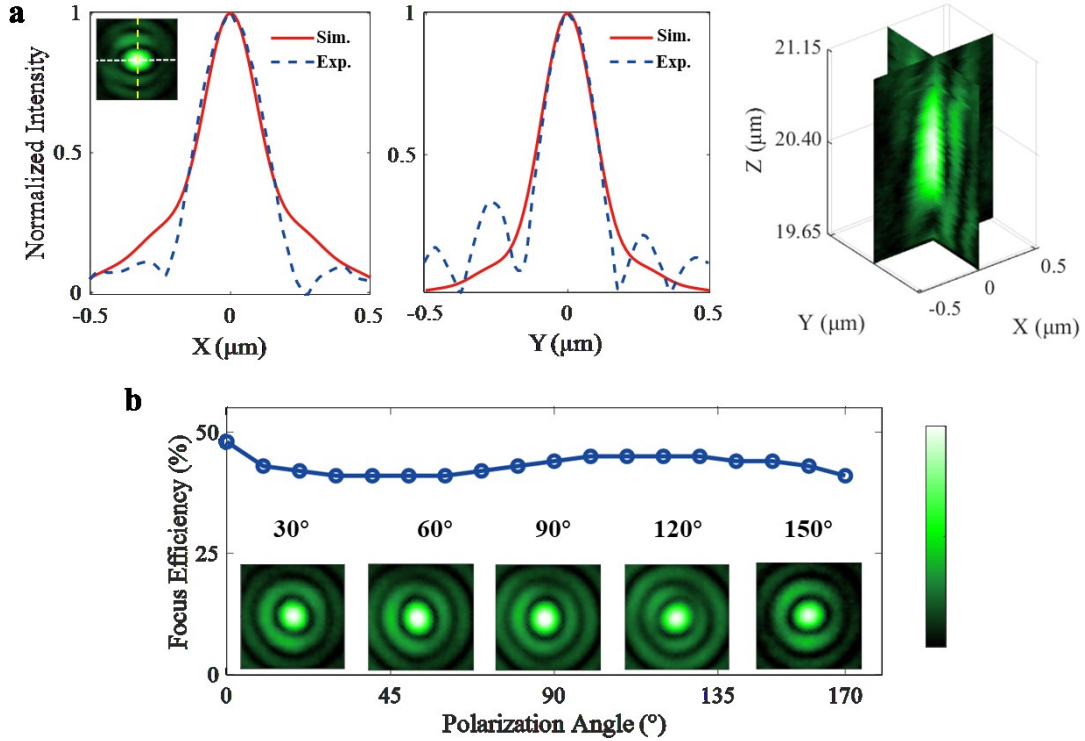 a
Normalized Intensity
1
0.5
0
-0.5
0
0.5
X (μm)
Sim.
Exp.
1
0.5
-0.5
0
0.5
Y (μm)
Sim.
Exp.
21.15
20.40
19.65
Z (μm)
Y (μm)
-0.5
0
0.5
X (μm)
b
Focus Efficiency (%)
50
25
0
30°
60°
90°
120°
150°
0
45
90
135
170
Polarization Angle (°)